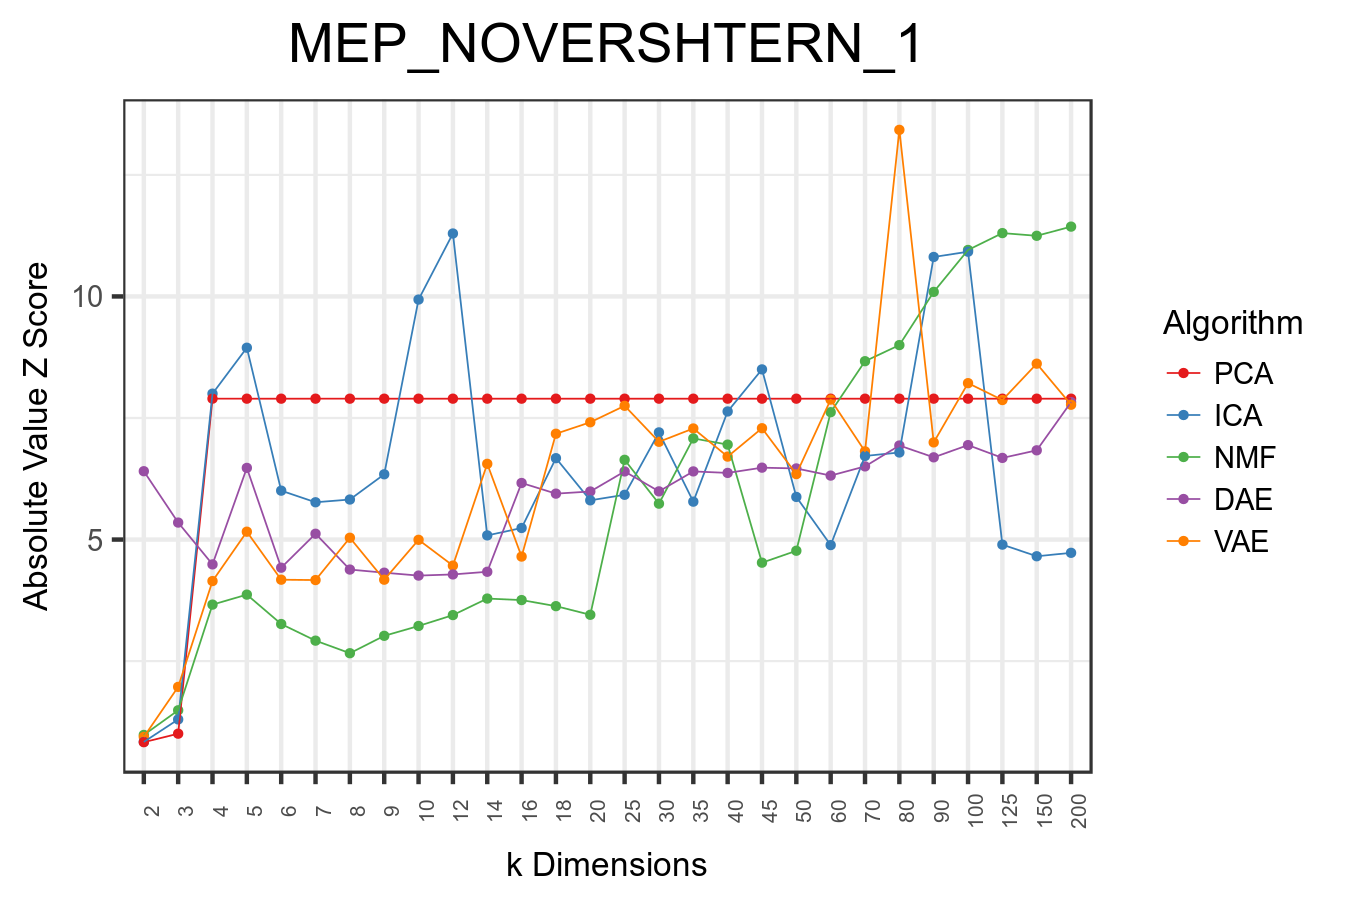 MEP_NOVERSHTERN_1
Absolute Value Z Score
10
5
2 3 4 5 6 7 8 9 10 12 14 16 18 20 25 30 35 40 45 50 60 70 80 90 100 125 150 200
k Dimensions
Algorithm
PCA
ICA
NMF
DAE
VAE